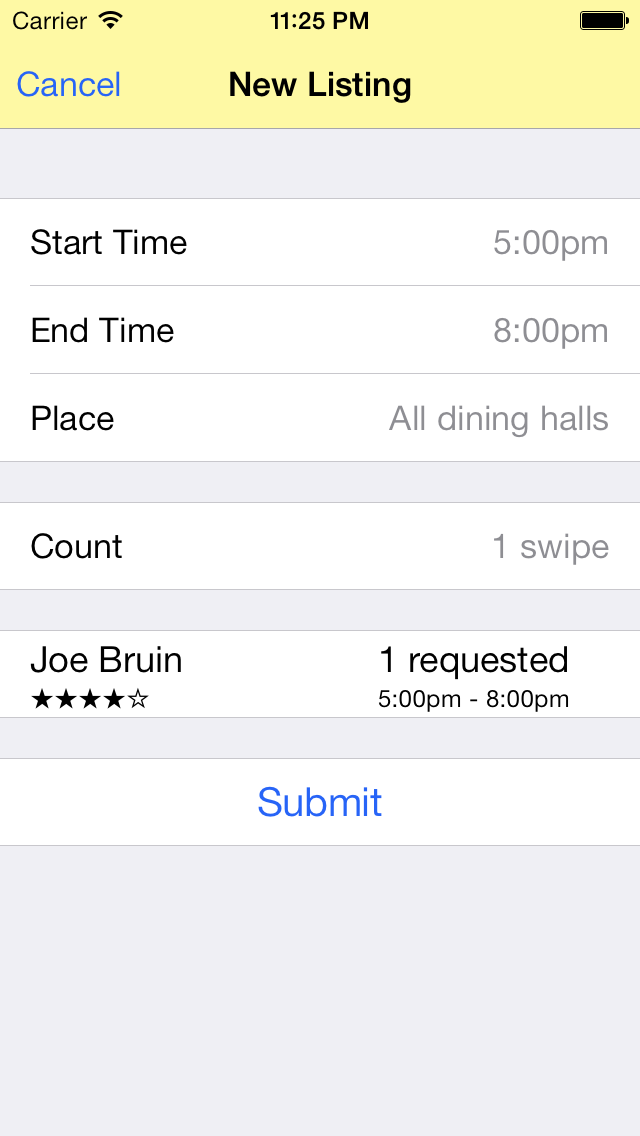 Carrier 11:25 PM
Cancel New Listing
Start Time 5:00pm
End Time 8:00pm
Place All dining halls
Count 1 swipe
Joe Bruin 1 requested
★★★★☆ 5:00pm - 8:00pm
Submit